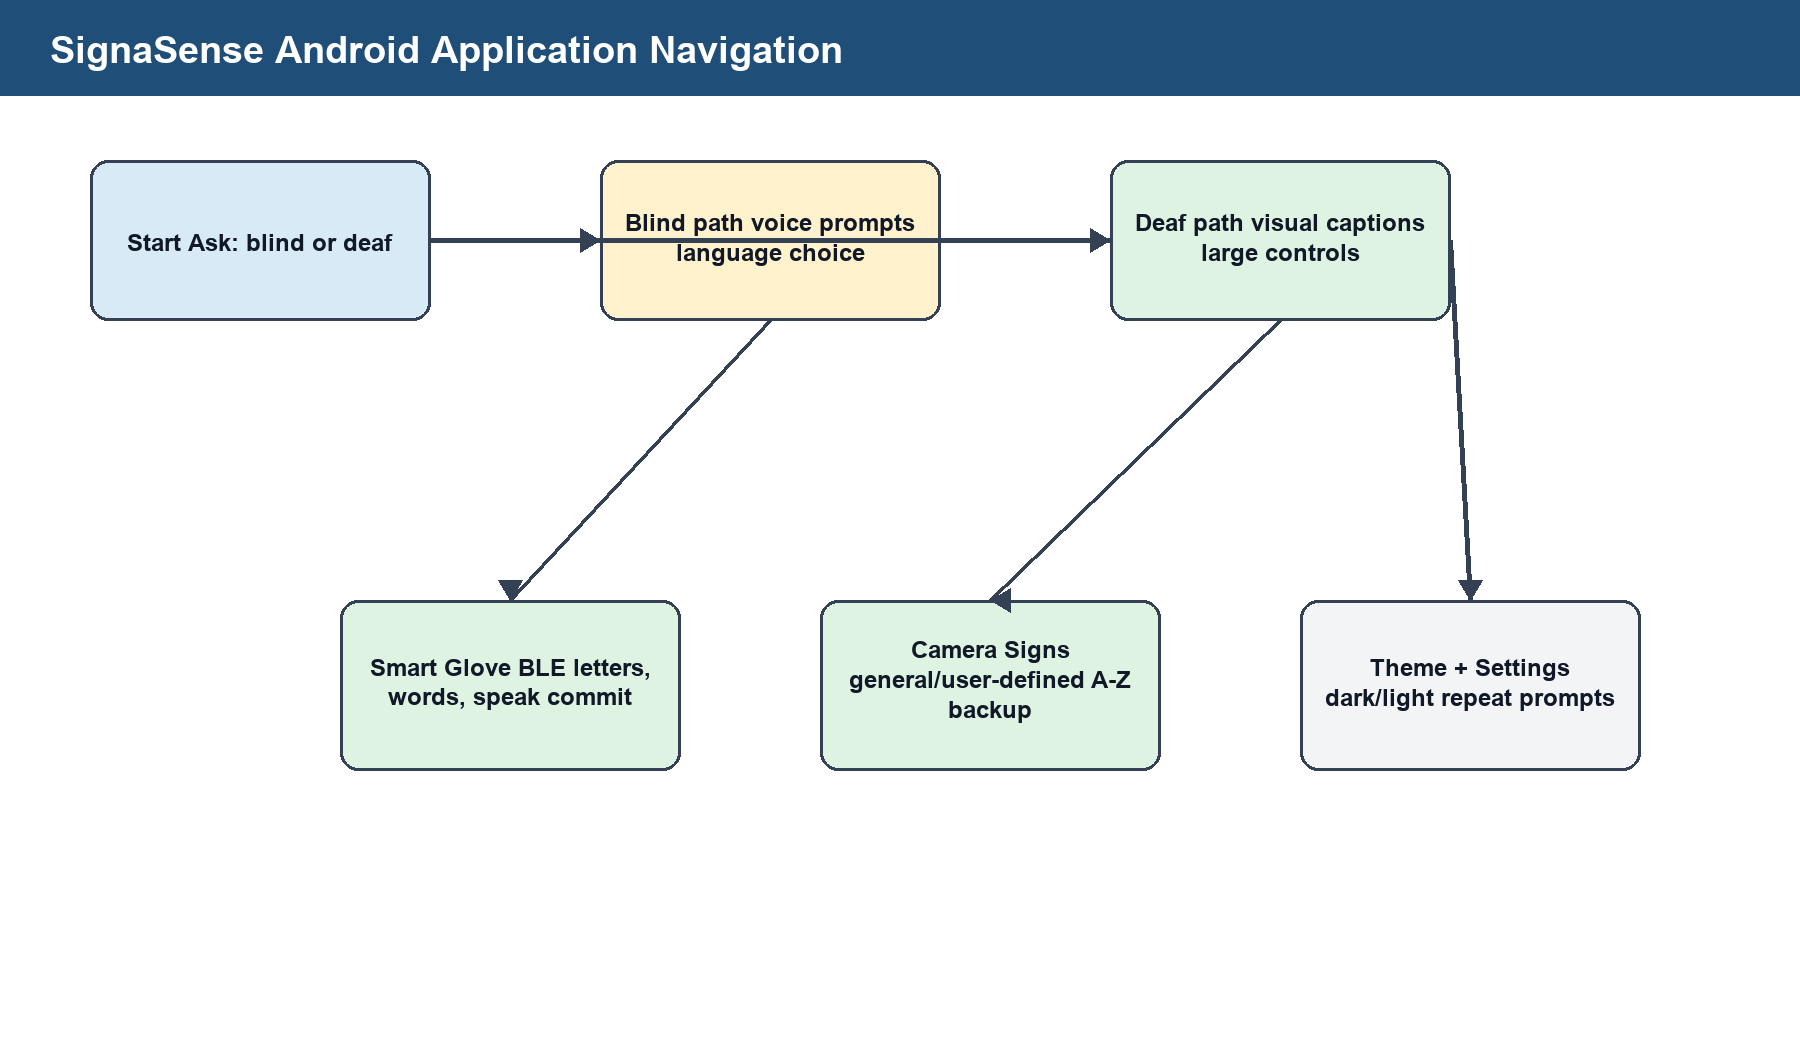 SignaSense Android Application Navigation
Start Ask: blind or deaf
Blind path voice prompts
language choice
Deaf path visual captions
large controls
Smart Glove BLE letters,
words, speak commit
Camera Signs
general/user-defined A-Z
backup
Theme + Settings
dark/light repeat prompts